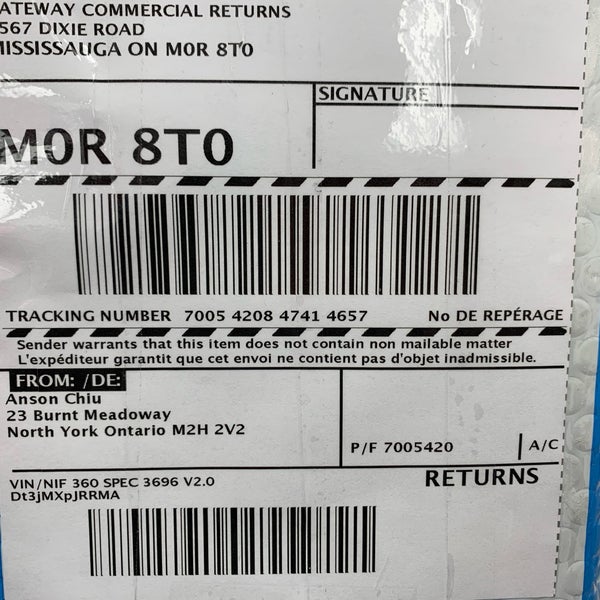 ATEWAY COMMERCIAL RETURNS
567 DIXIE ROAD
MISSISSAUGA ON M0R 8T0
SIGNATURE
M0R 8T0
TRACKING NUMBER 7005 4208 4741 4657 No DE REPÉRAGE
Sender warrants that this item does not contain non mailable matter
L'expéditeur garantit que cet envoi ne contient pas d'objet inadmissible.
FROM: /DE:
Anson Chiu
23 Burnt Meadoway
North York Ontario M2H 2V2
P/F 7005420 A/C
RETURNS
VIN/NIF 360 SPEC 3696 V2.0
Dt3jMXpJRRMA